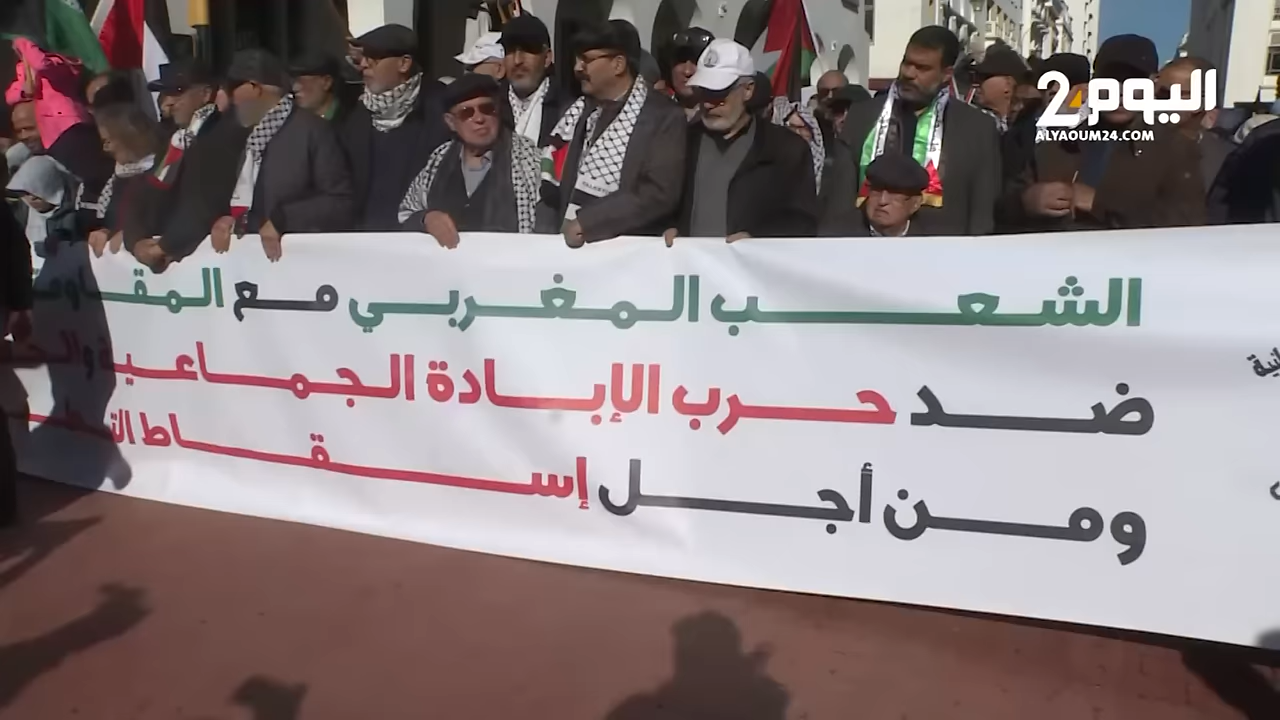 اليوم24
ALYAOUM24.COM
الشعب المغربي مع
ضد حرب الإبادة الجماعية
ومن أجل إسقاط